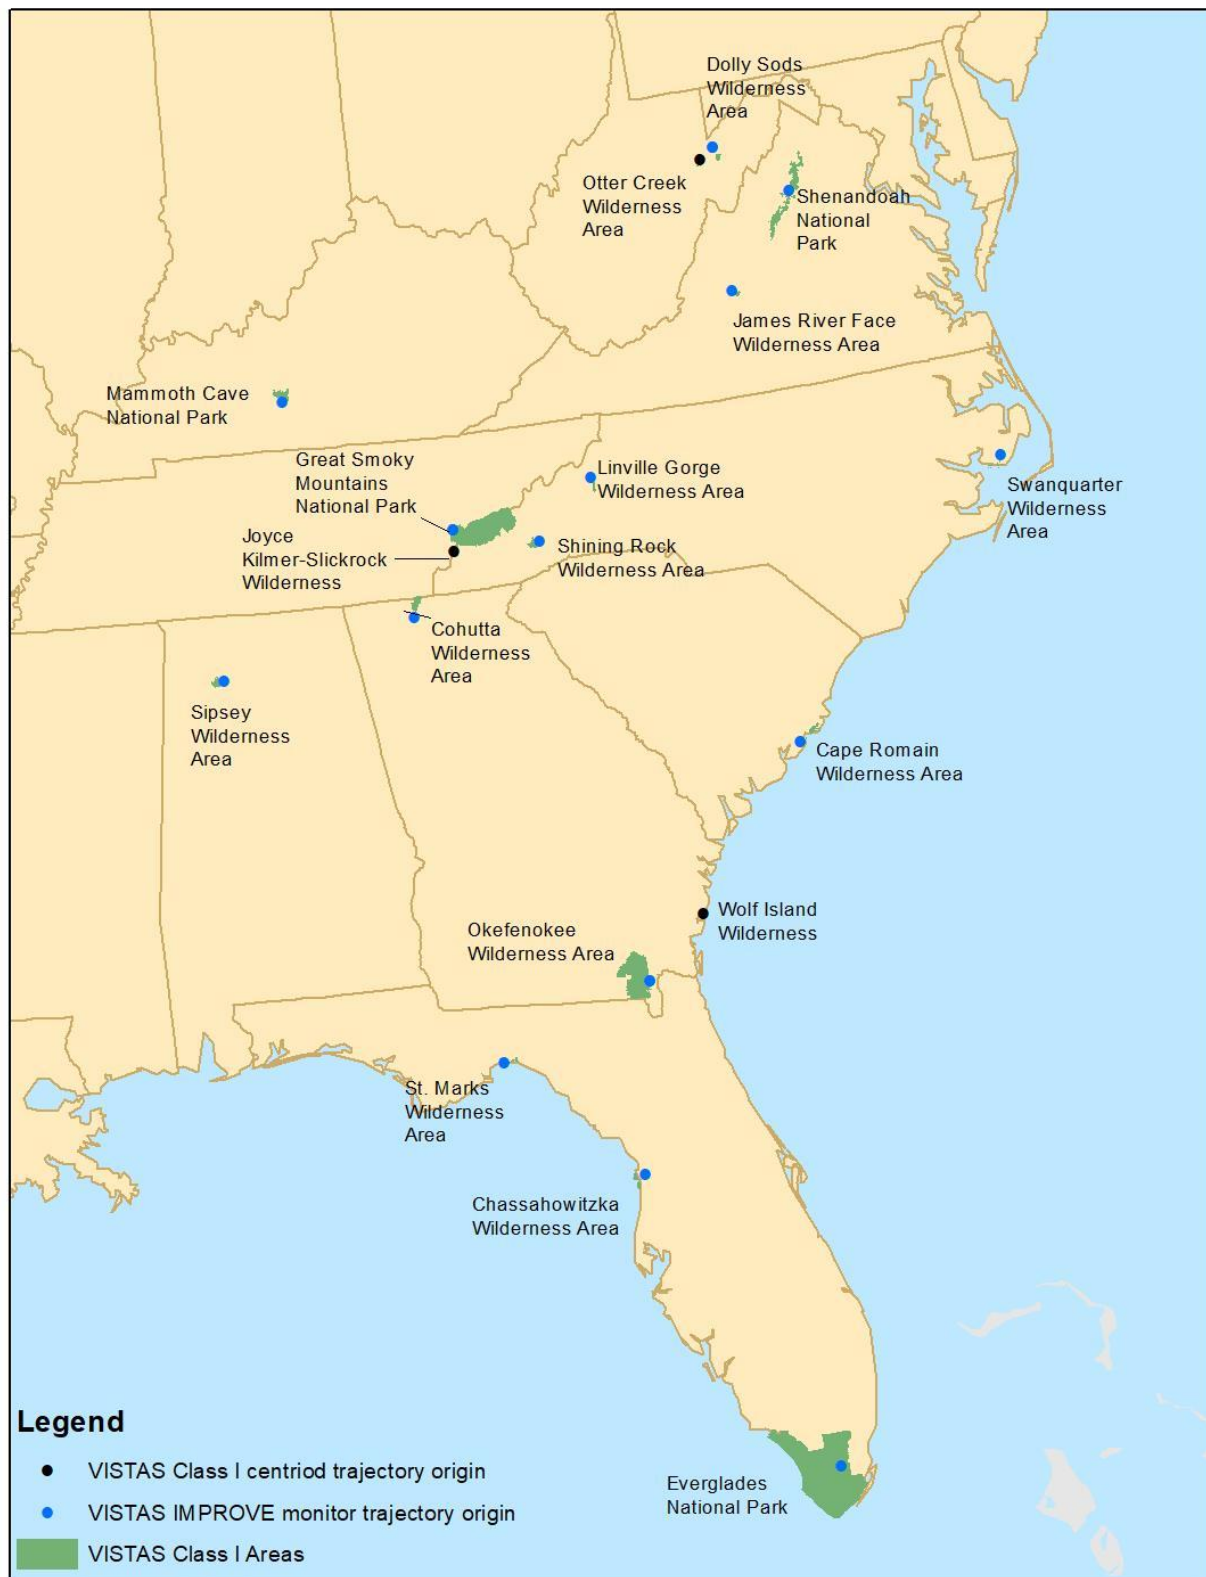 Dolly Sods
Wilderness
Area
Otter Creek
Wilderness
Area
Shenandoah
National
Park
James River Face
Wilderness Area
Mammoth Cave
National Park
Great Smoky
Mountains
National Park
Linville Gorge
Wilderness Area
Swanquarter
Wilderness
Area
Joyce
Kilmer-Slickrock
Wilderness
Shining Rock
Wilderness Area
Cohutta
Wilderness
Area
Sipsey
Wilderness
Area
Cape Romain
Wilderness Area
Wolf Island
Wilderness
Okefenokee
Wilderness Area
St. Marks
Wilderness
Area
Chassahowitzka
Wilderness Area
Everglades
National Park
Legend
VISTAS Class I centriod trajectory origin
VISTAS IMPROVE monitor trajectory origin
VISTAS Class I Areas